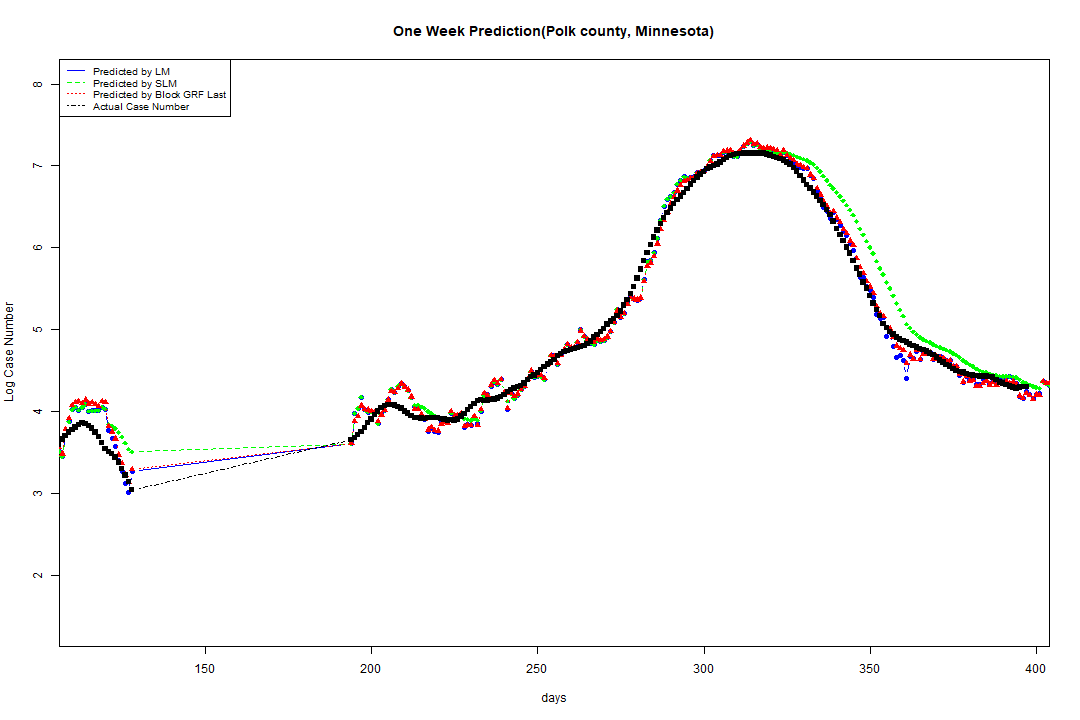 One Week Prediction(Polk county, Minnesota)
Predicted by LM
Predicted by SLM
Predicted by Block GRF Last
Actual Case Number
8
7
6
5
4
3
2
Log Case Number
150 200 250 300 350 400
days